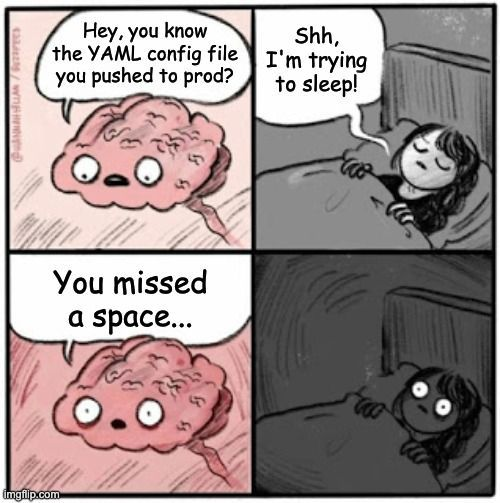 Hey, you know
the YAML config file
you pushed to prod?
Shh,
I'm trying
to sleep!
You missed
a space...
imgflip.com